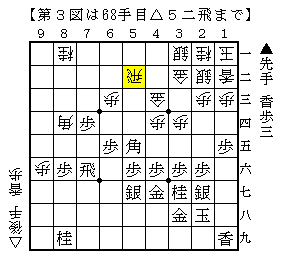 【第３図は68手目△５二飛まで】
９ ８ ７ ６ ５ ４ ３ ２ １
桂 銀 桂 玉 一
飛 金 銀 香 二
歩 金 歩 歩 三
角 歩 歩 歩 四
歩 角 歩 五
歩 歩 飛 歩 歩 歩 歩 六
銀 金 桂 銀 七
金 玉 八
桂 香 九
▲先手 香歩三
△後手 香歩